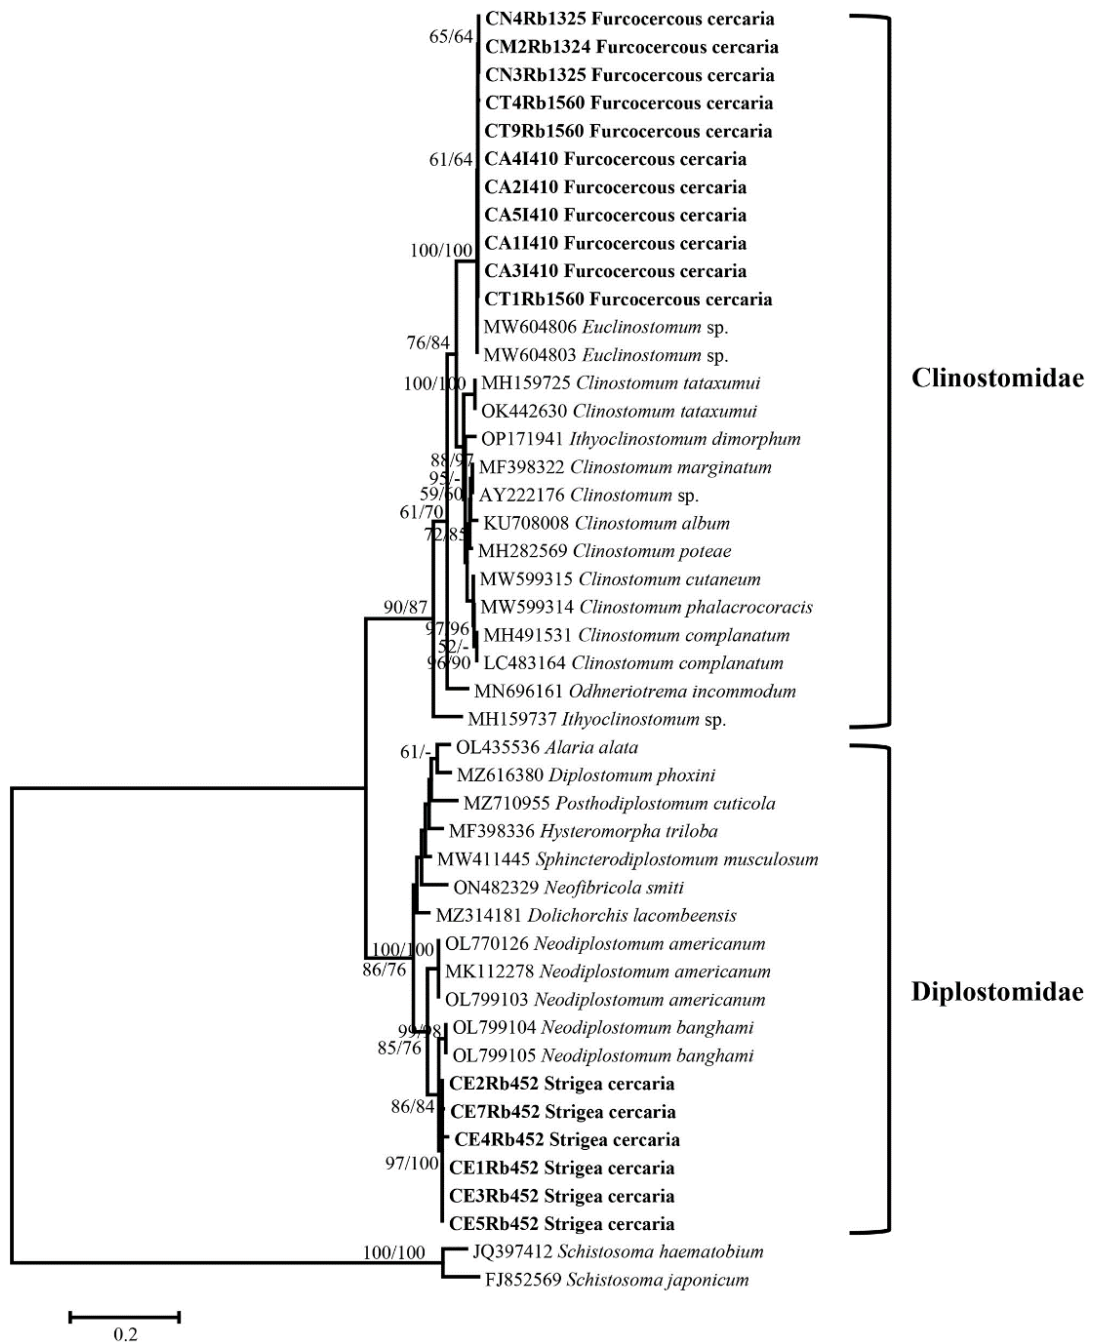 CN4Rb1325 Furcocercous cercaria
65/64
CM2Rb1324 Furcocercous cercaria
CN3Rb1325 Furcocercous cercaria
CT4Rb1560 Furcocercous cercaria
CT9Rb1560 Furcocercous cercaria
61/64
CA4I410 Furcocercous cercaria
CA2I410 Furcocercous cercaria
CA5I410 Furcocercous cercaria
CA1I410 Furcocercous cercaria
100/100
CA3I410 Furcocercous cercaria
CT1Rb1560 Furcocercous cercaria
MW604806 Euclinostomum sp.
76/84
MW604803 Euclinostomum sp.
Clinostomidae
100/100
MH159725 Clinostomum tataxumui
OK442630 Clinostomum tataxumui
OP171941 Ithyoclinostomum dimorphum
88/97
MF398322 Clinostomum marginatum
95/-
59/60
AY222176 Clinostomum sp.
61/70
KU708008 Clinostomum album
72/85
MH282569 Clinostomum poteae
MW599315 Clinostomum cutaneum
90/87
MW599314 Clinostomum phalacrocoracis
97/96
MH491531 Clinostomum complanatum
52/-
96/90
LC483164 Clinostomum complanatum
MN696161 Odhneriotrema incommodum
MH159737 Ithyoclinostomum sp.
61/-
OL435536 Alaria alata
MZ616380 Diplostomum phoxini
MZ710955 Posthodiplostomum cuticola
MF398336 Hysteromorpha triloba
MW411445 Sphincterodiplostomum musculosum
ON482329 Neofibricola smiti
MZ314181 Dolichorchis lacombeensis
100/100
OL770126 Neodiplostomum americanum
86/76
MK112278 Neodiplostomum americanum
Diplostomidae
OL799103 Neodiplostomum americanum
99/98
OL799104 Neodiplostomum banghami
85/76
OL799105 Neodiplostomum banghami
CE2Rb452 Strigea cercaria
86/84
CE7Rb452 Strigea cercaria
CE4Rb452 Strigea cercaria
97/100
CE1Rb452 Strigea cercaria
CE3Rb452 Strigea cercaria
CE5Rb452 Strigea cercaria
100/100
JQ397412 Schistosoma haematobium
FJ852569 Schistosoma japonicum
0.2